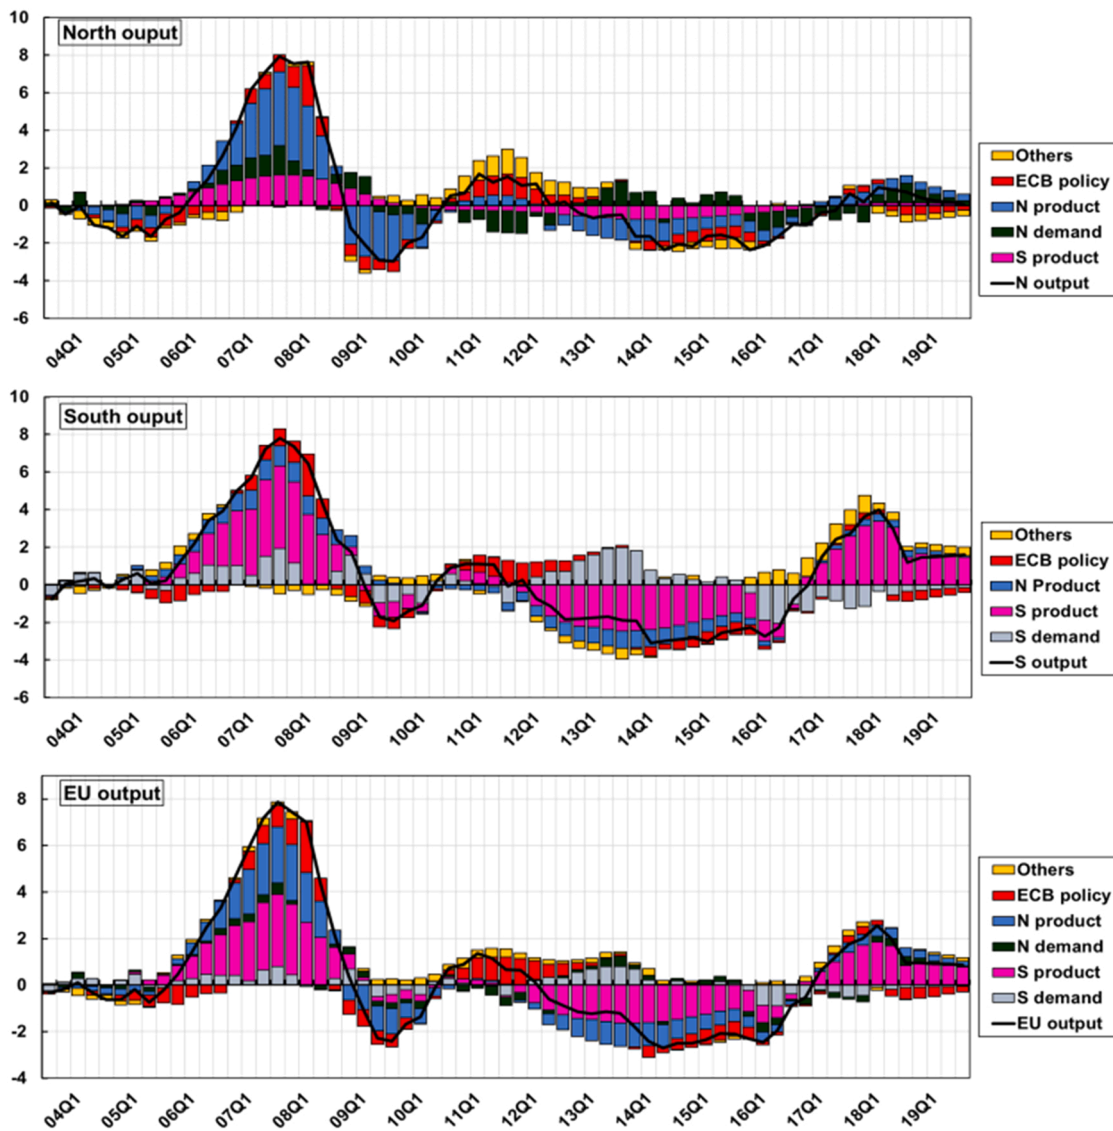 North ouput
10
8
6
4
2
0
-2
-4
-6
04Q1 05Q1 06Q1 07Q1 08Q1 09Q1 10Q1 11Q1 12Q1 13Q1 14Q1 15Q1 16Q1 17Q1 18Q1 19Q1
Others
ECB policy
N product
N demand
S product
N output
South ouput
10
8
6
4
2
0
-2
-4
-6
04Q1 05Q1 06Q1 07Q1 08Q1 09Q1 10Q1 11Q1 12Q1 13Q1 14Q1 15Q1 16Q1 17Q1 18Q1 19Q1
Others
ECB policy
N Product
S product
S demand
S output
EU output
8
6
4
2
0
-2
-4
04Q1 05Q1 06Q1 07Q1 08Q1 09Q1 10Q1 11Q1 12Q1 13Q1 14Q1 15Q1 16Q1 17Q1 18Q1 19Q1
Others
ECB policy
N product
N demand
S product
S demand
EU output